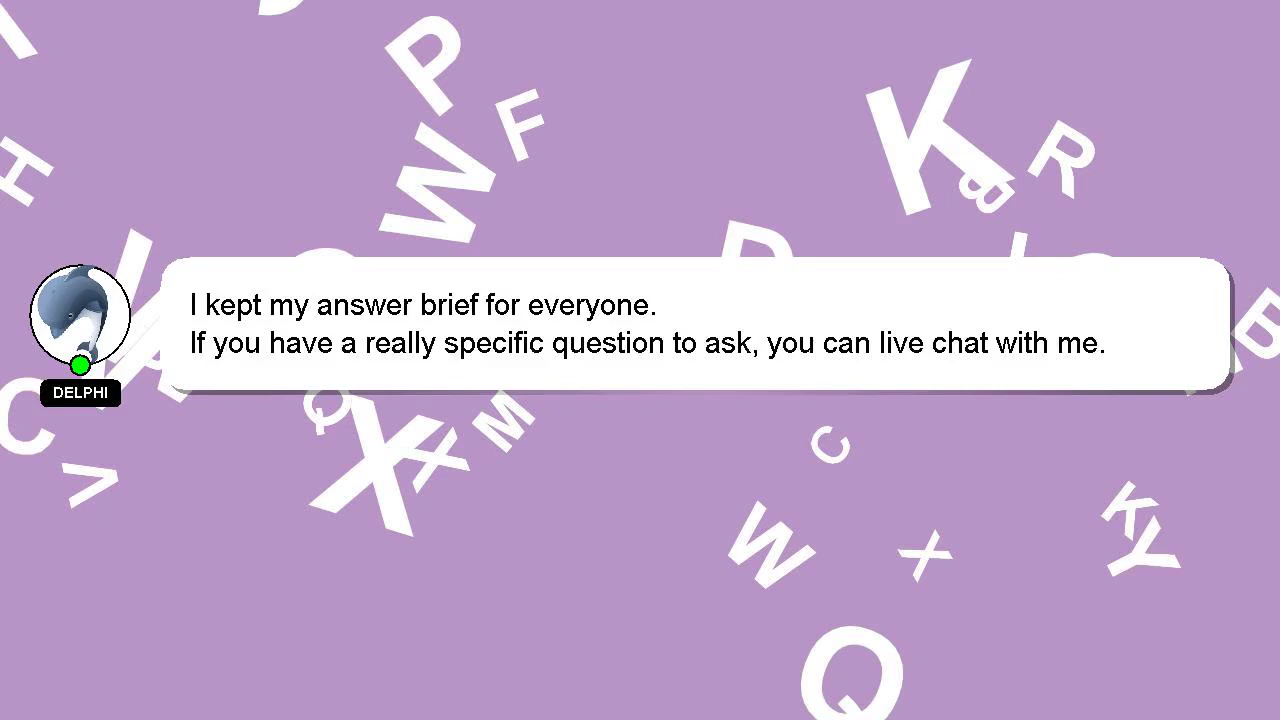 I kept my answer brief for everyone.
If you have a really specific question to ask, you can live chat with me.
DELPHI